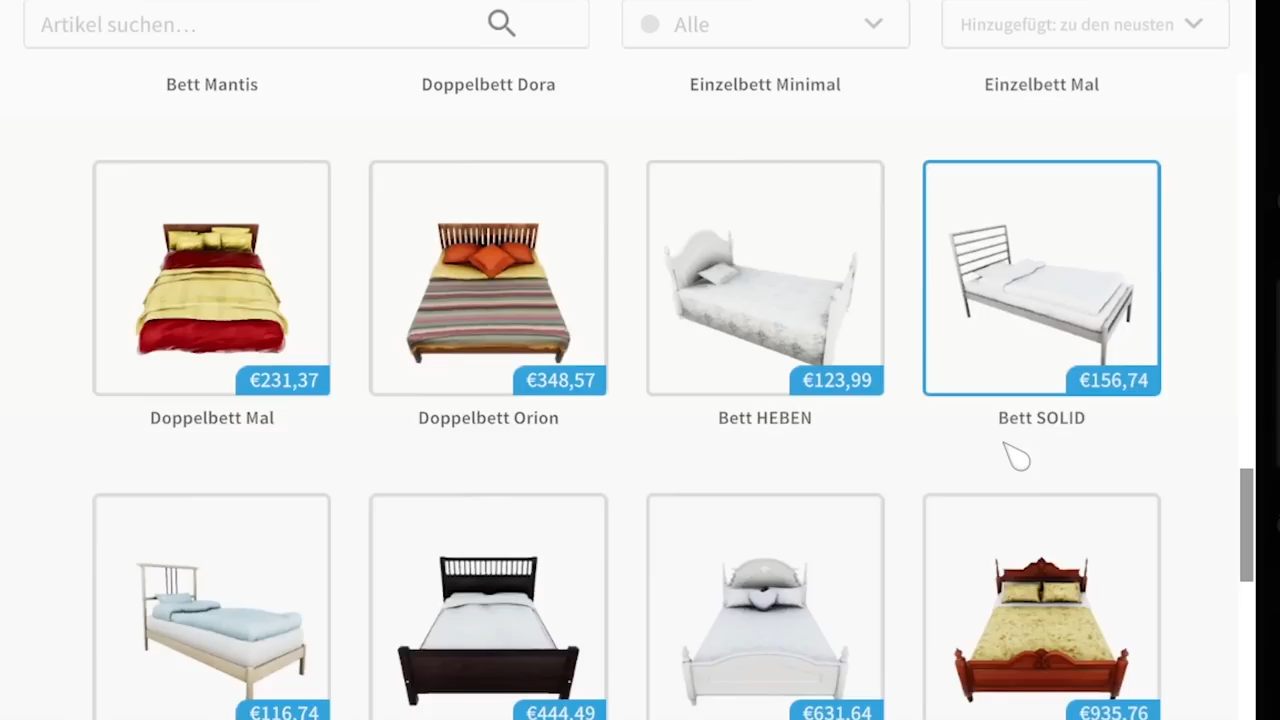 Artikel suchen...
Alle
Hinzugefügt: zu den neusten
Bett Mantis
Doppelbett Dora
Einzelbett Minimal
Einzelbett Mal
€231,37
€348,57
€123,99
€156,74
Doppelbett Mal
Doppelbett Orion
Bett HEBEN
Bett SOLID
€116,74
€444,49
€631,64
€935,76